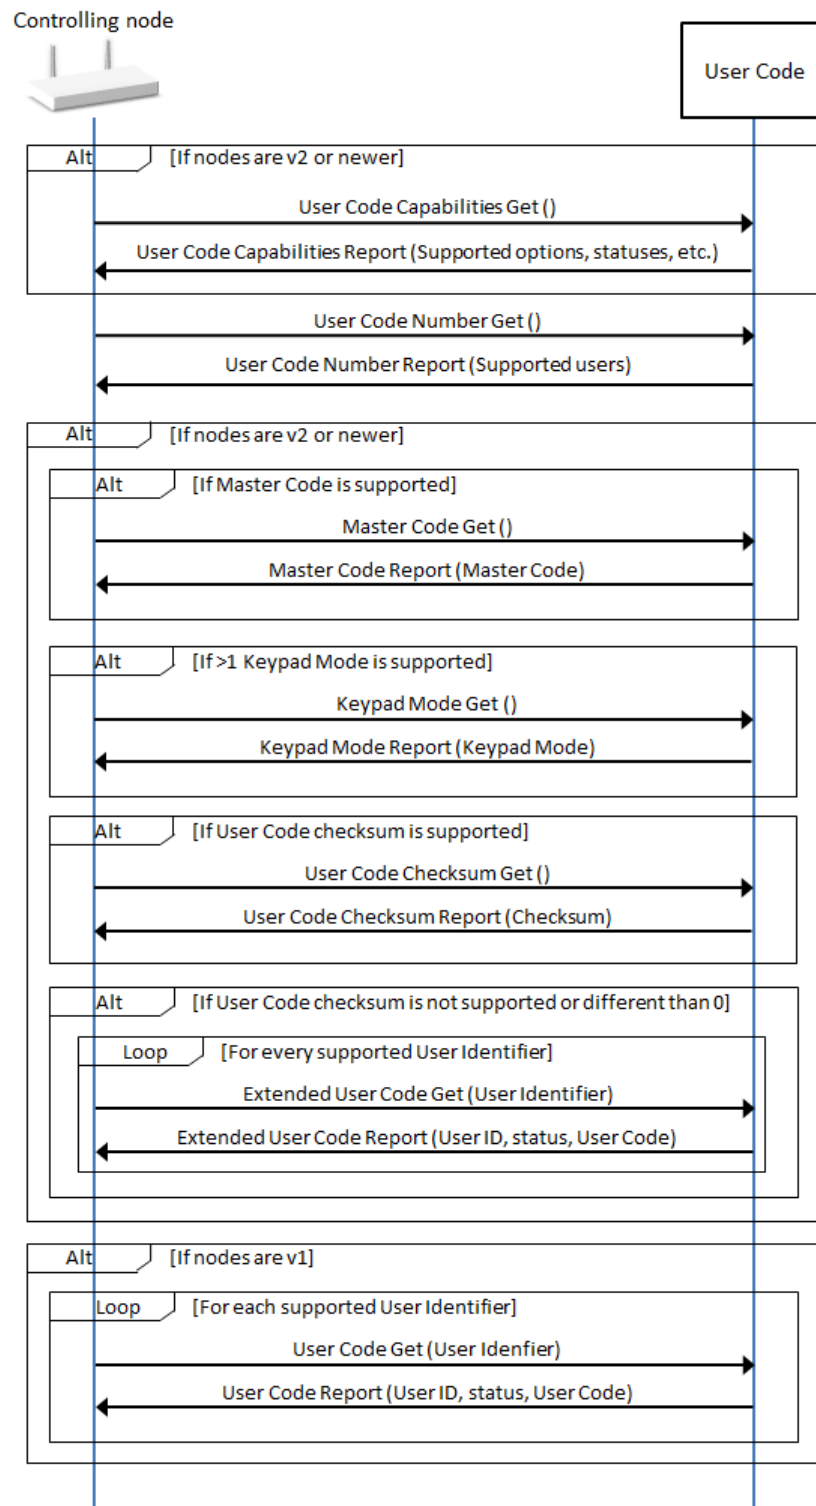 Controlling node
User Code
Alt [If nodes are v2 or newer]
User Code Capabilities Get ()
User Code Capabilities Report (Supported options, statuses, etc.)
User Code Number Get ()
User Code Number Report (Supported users)
Alt [If nodes are v2 or newer]
Alt [If Master Code is supported]
Master Code Get ()
Master Code Report (Master Code)
Alt [If >1 Keypad Mode is supported]
Keypad Mode Get ()
Keypad Mode Report (Keypad Mode)
Alt [If User Code checksum is supported]
User Code Checksum Get ()
User Code Checksum Report (Checksum)
Alt [If User Code checksum is not supported or different than 0]
Loop [For every supported User Identifier]
Extended User Code Get (User Identifier)
Extended User Code Report (User ID, status, User Code)
Alt [If nodes are v1]
Loop [For each supported User Identifier]
User Code Get (User Idenfier)
User Code Report (User ID, status, User Code)